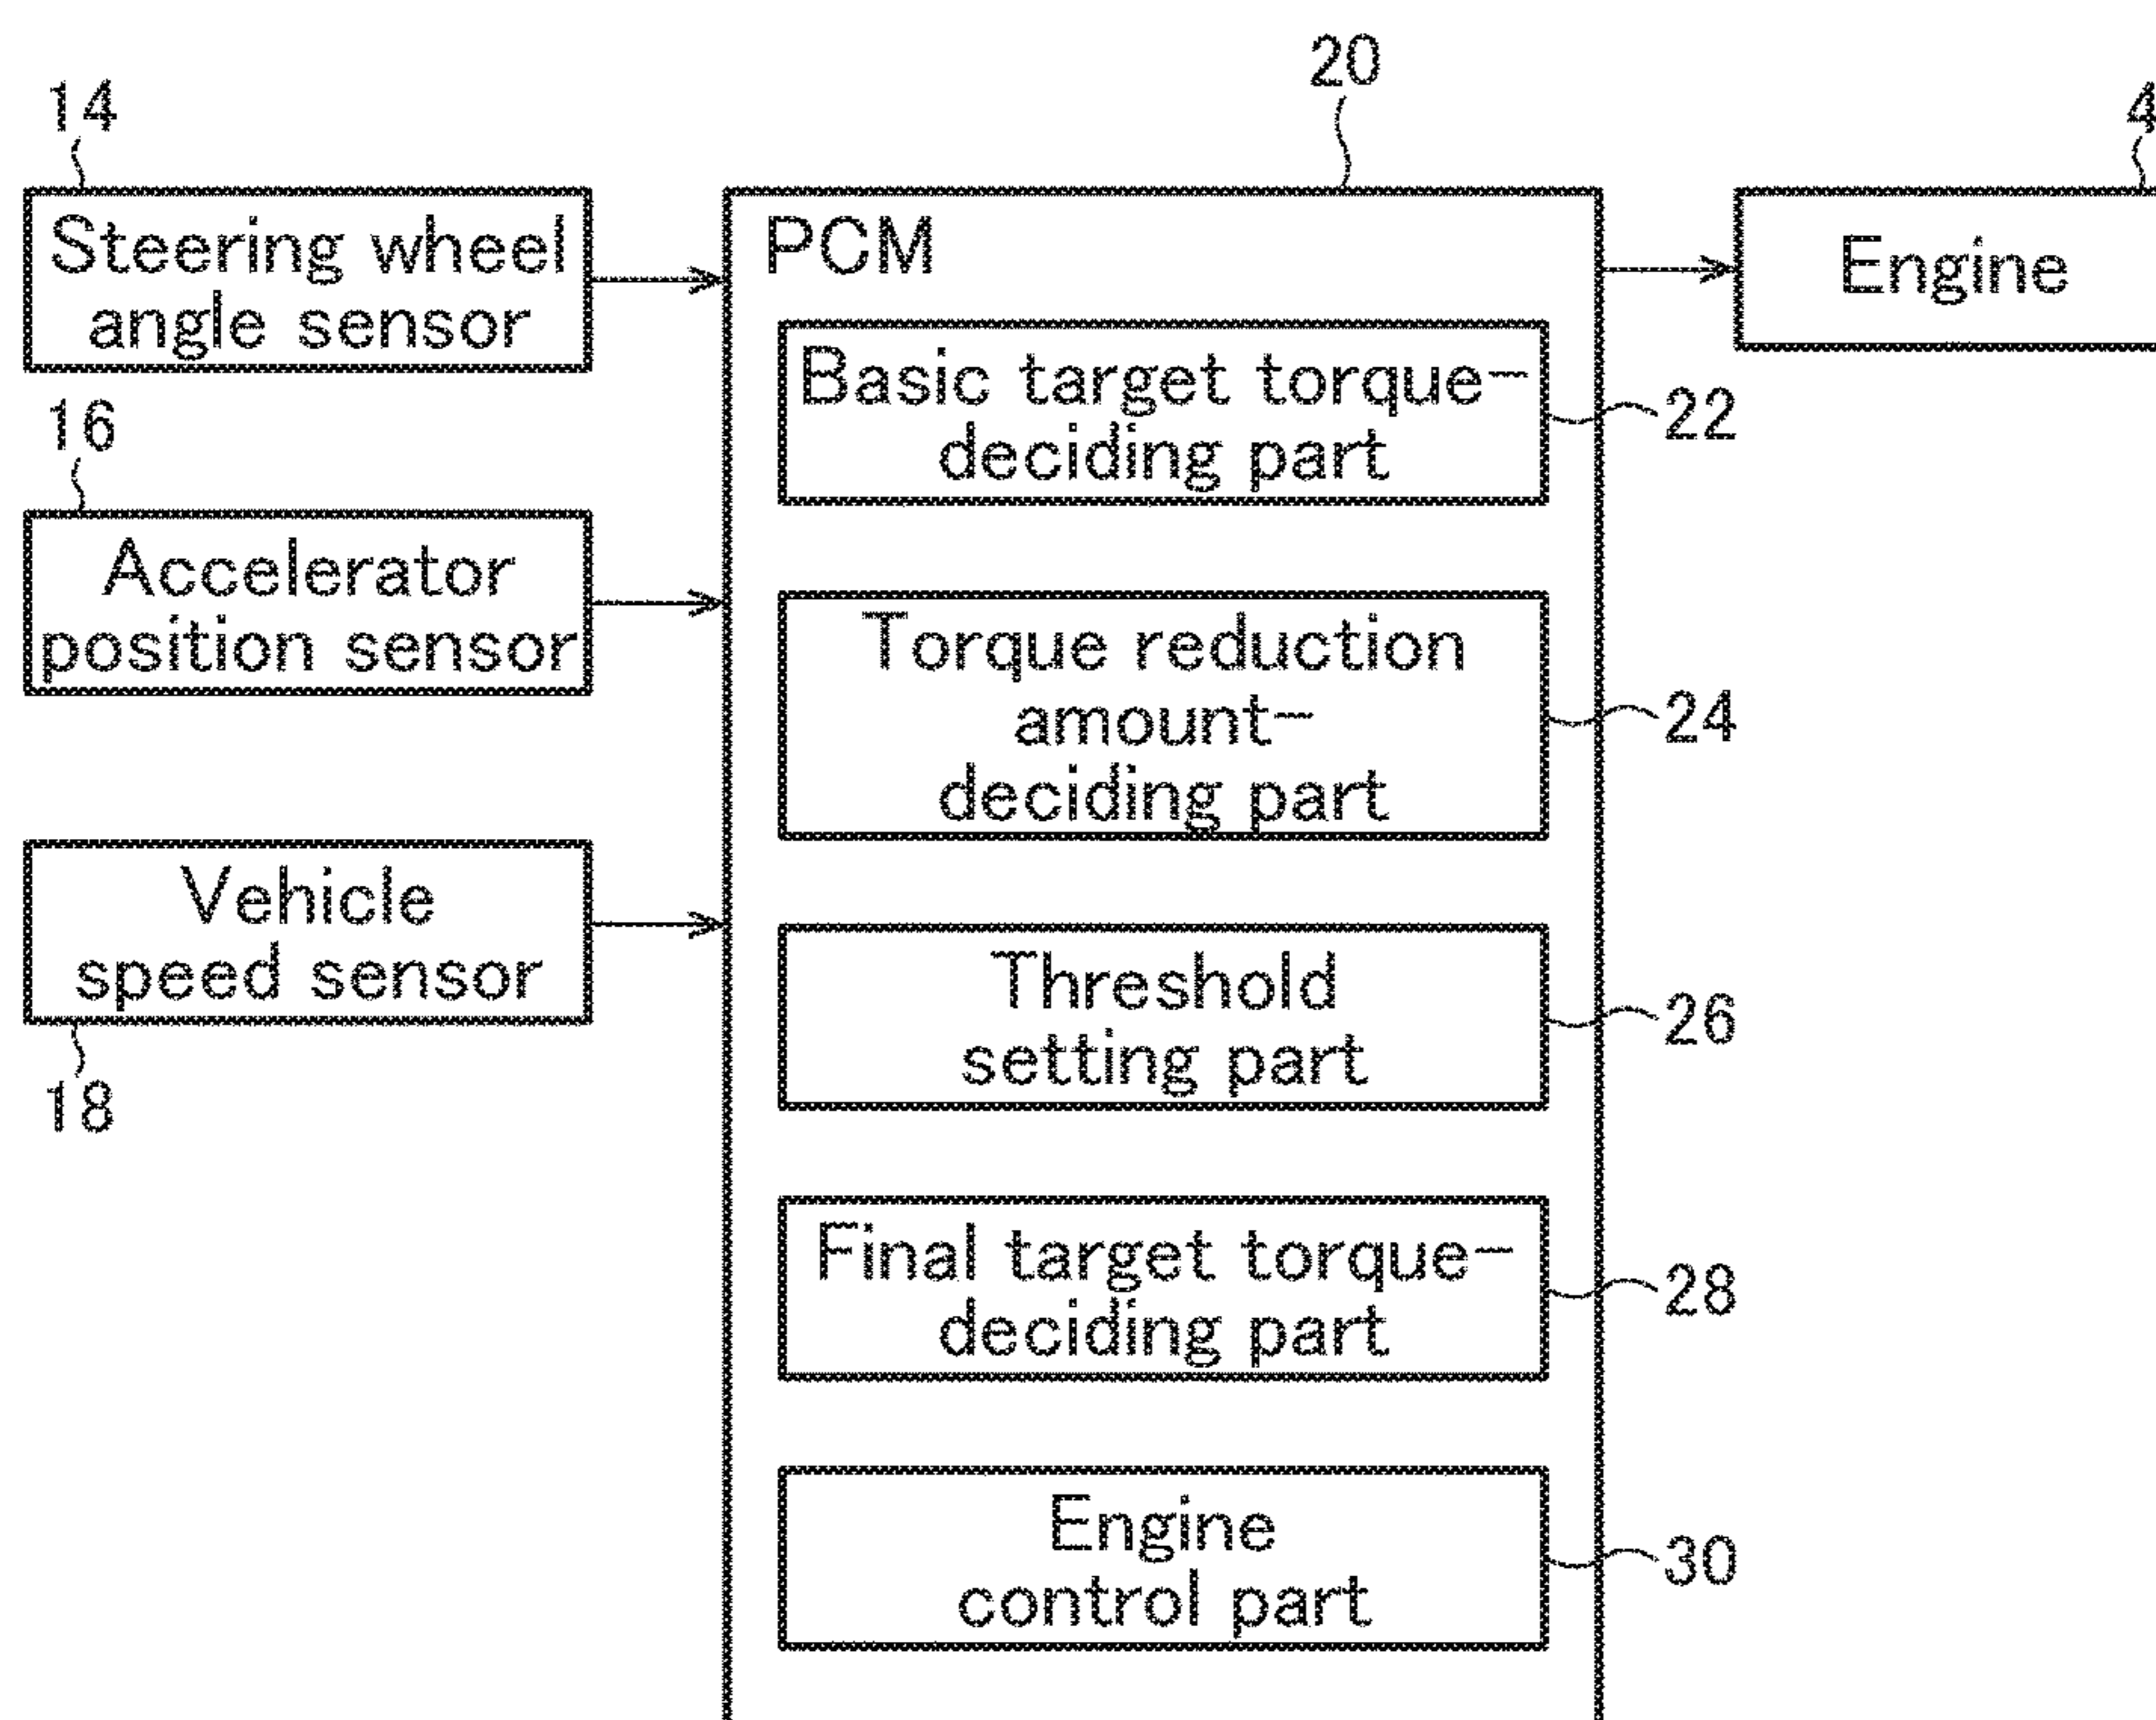 14
Steering wheel
angle sensor
16
Accelerator
position sensor
Vehicle
speed sensor
18
20
PCM
Basic target torque-
deciding part
22
Torque reduction
amount-
deciding part
24
Threshold
setting part
26
Final target torque-
deciding part
28
Engine
control part
30
4
Engine